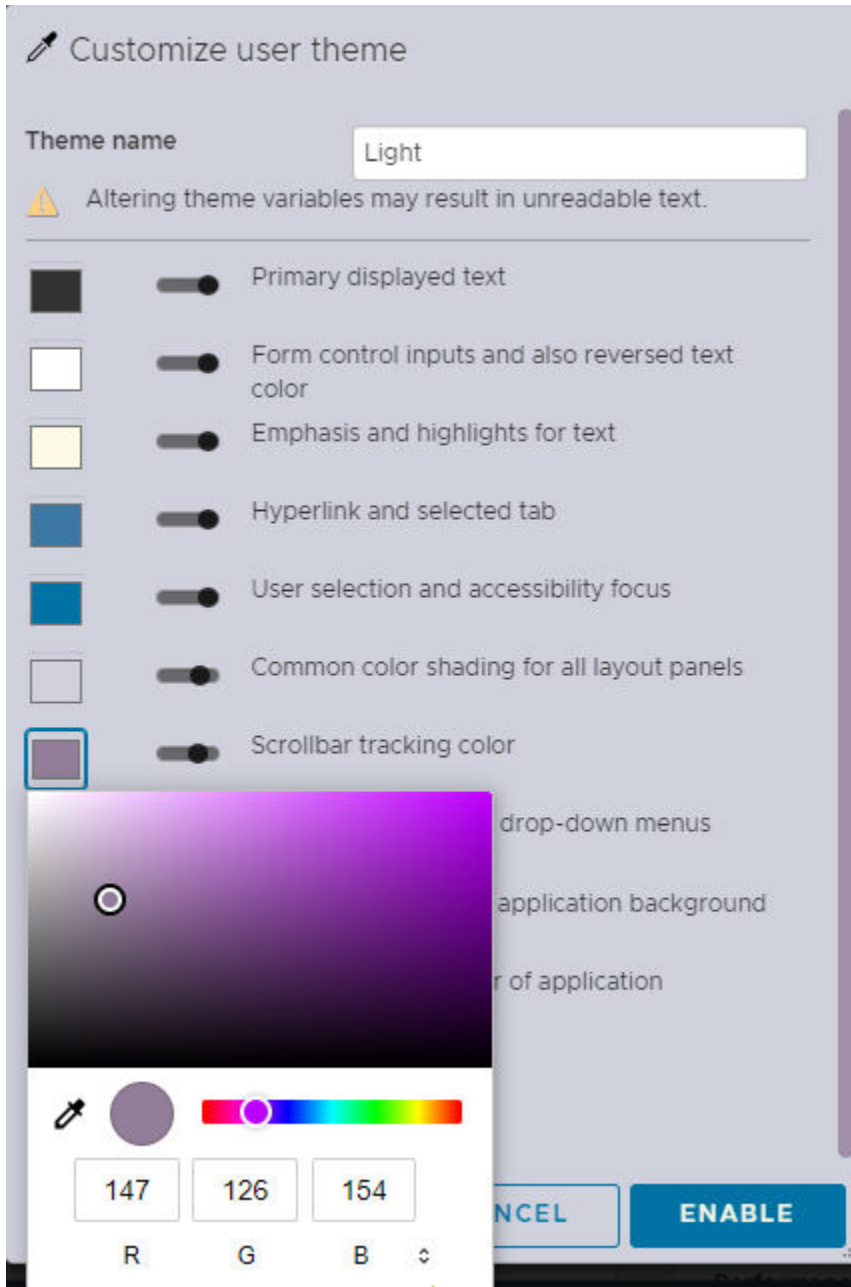 Customize user theme
Theme name
Light
Altering theme variables may result in unreadable text.
Primary displayed text
Form control inputs and also reversed text
color
Emphasis and highlights for text
Hyperlink and selected tab
User selection and accessibility focus
Common color shading for all layout panels
Scrollbar tracking color
drop-down menus
application background
of application
147 126 154
R G B
ENABLE